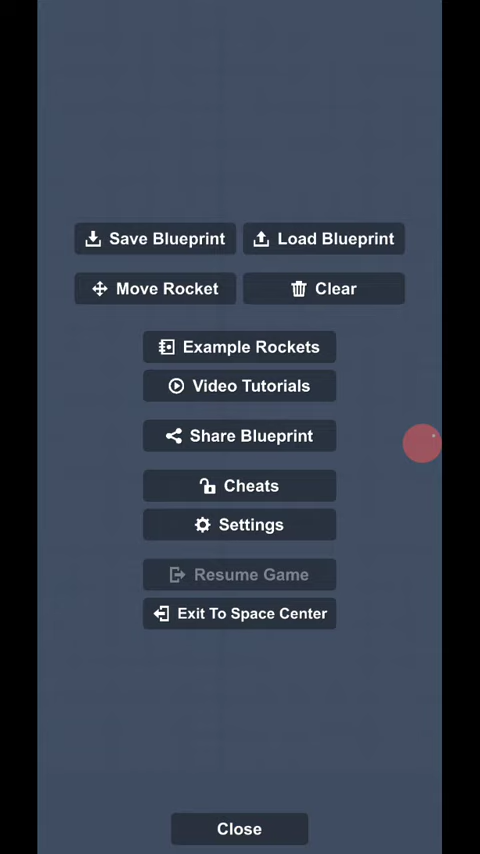 Save Blueprint
Load Blueprint
Move Rocket
Clear
Example Rockets
Video Tutorials
Share Blueprint
Cheats
Settings
Resume Game
Exit To Space Center
Close